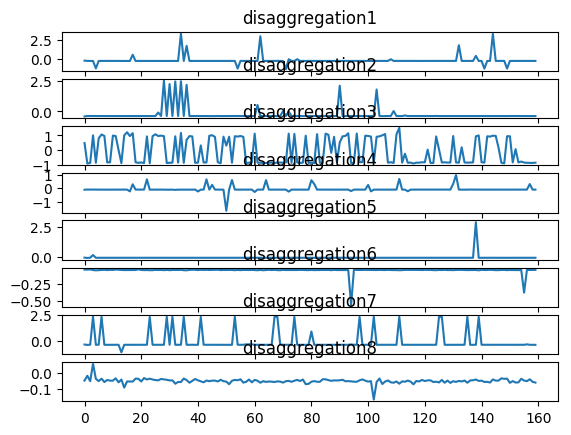 disaggregation1
2.5
0.0
disaggregation2
2.5
0.0
disaggregation3
1
0
−1
disaggregation4
1
0
−1
disaggregation5
2.5
0.0
disaggregation6
−0.25
−0.50
disaggregation7
2.5
0.0
disaggregation8
0.0
−0.1
0 20 40 60 80 100 120 140 160